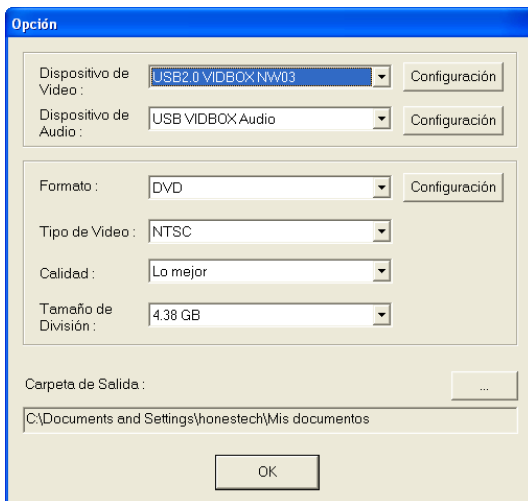 Opción
Dispositivo de
Video :
USB2.0 VIDBOX NW03
Configuración
Dispositivo de
Audio :
USB VIDBOX Audio
Configuración
Formato :
DVD
Configuración
Tipo de Video :
NTSC
Calidad :
Lo mejor
Tamaño de
División :
4.38 GB
Carpeta de Salida :
...
C:\Documents and Settings\honestech\Mis documentos
OK